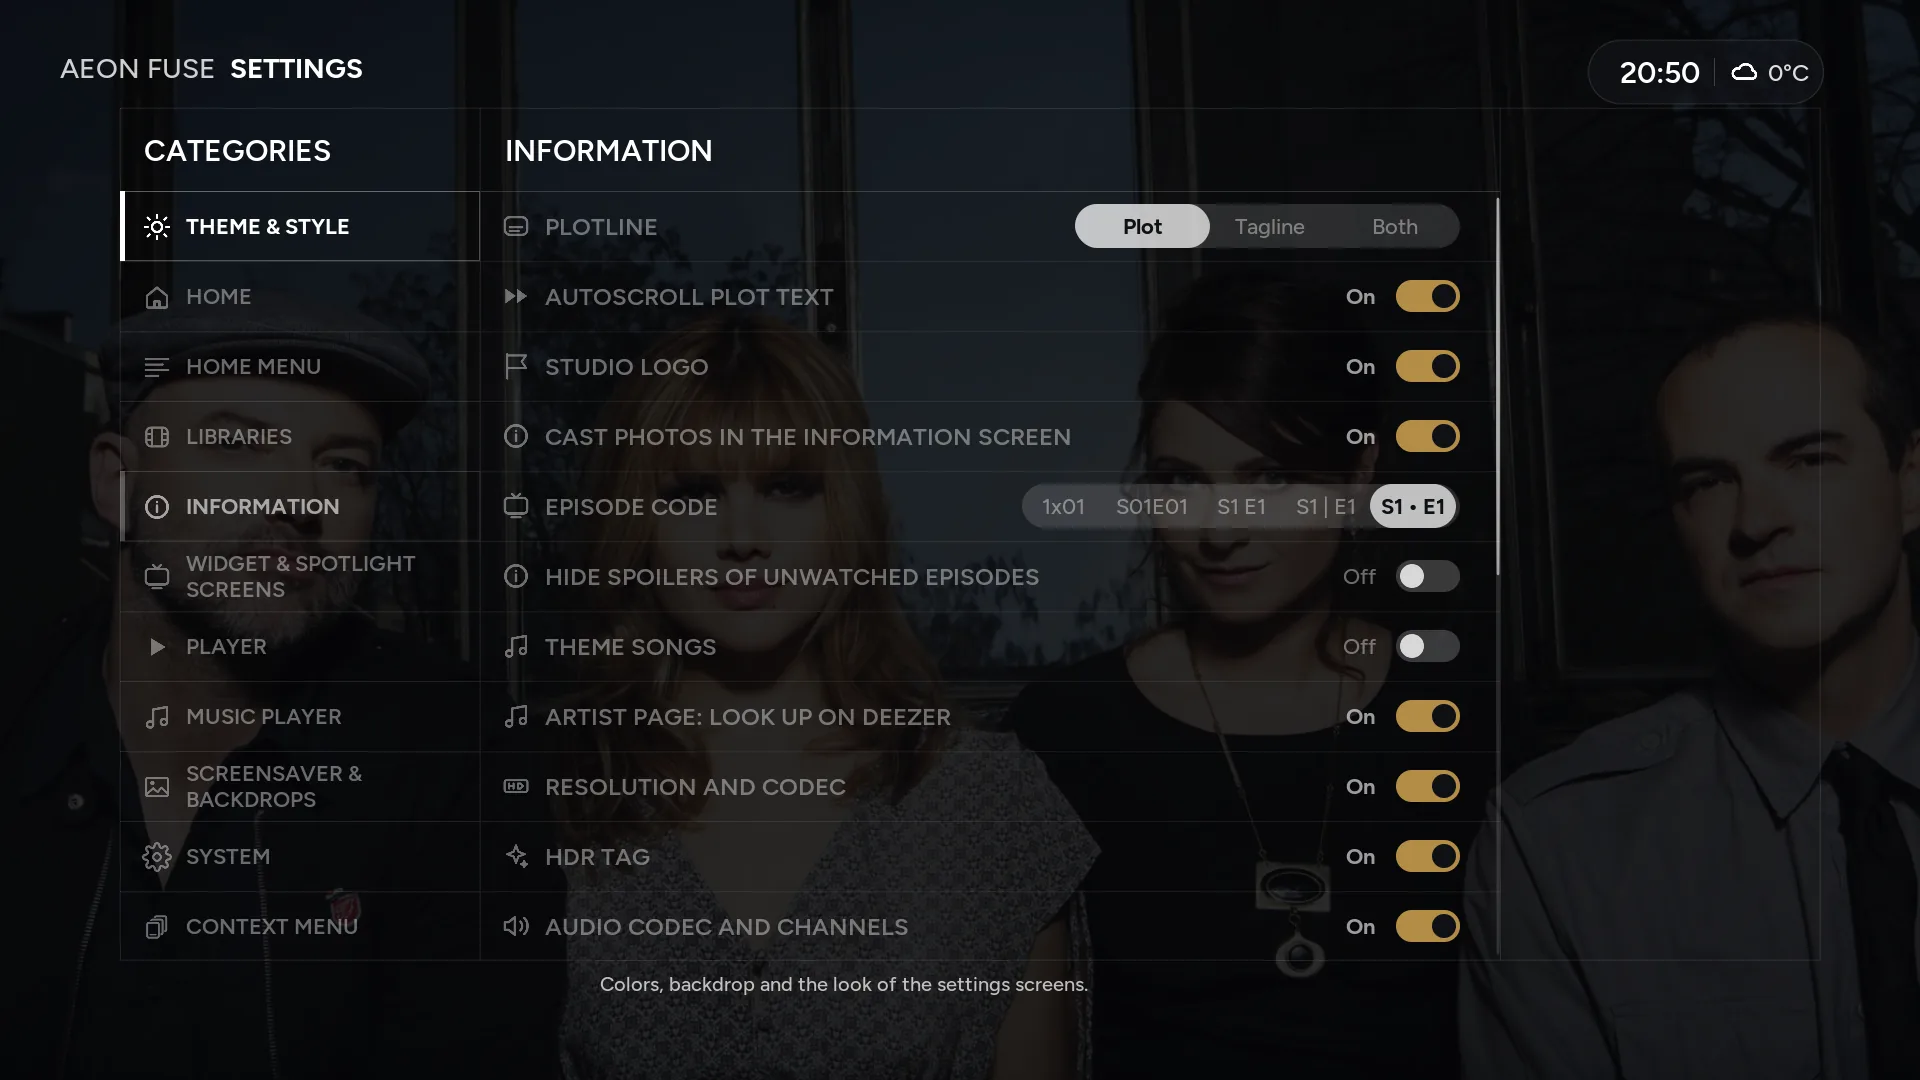 AEON FUSE SETTINGS
20:50 0°C
CATEGORIES
THEME & STYLE
HOME
HOME MENU
LIBRARIES
INFORMATION
WIDGET & SPOTLIGHT
SCREENS
PLAYER
MUSIC PLAYER
SCREENSAVER &
BACKDROPS
SYSTEM
CONTEXT MENU
INFORMATION
PLOTLINE Plot Tagline Both
AUTOSCROLL PLOT TEXT On
STUDIO LOGO On
CAST PHOTOS IN THE INFORMATION SCREEN On
EPISODE CODE 1x01 S01E01 S1 E1 S1 | E1 S1 • E1
HIDE SPOILERS OF UNWATCHED EPISODES Off
THEME SONGS Off
ARTIST PAGE: LOOK UP ON DEEZER On
HD RESOLUTION AND CODEC On
HDR TAG On
AUDIO CODEC AND CHANNELS On
Colors, backdrop and the look of the settings screens.